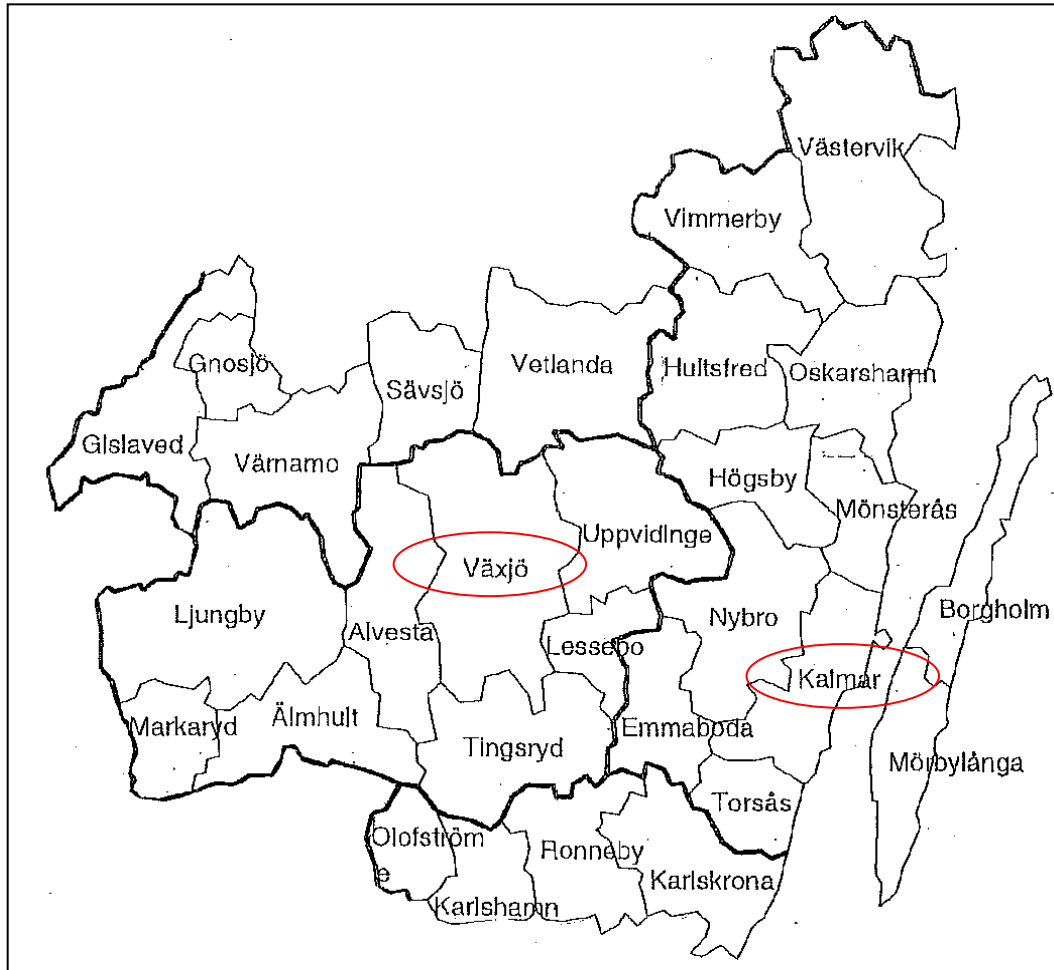 Västervik
Vimmerby
Gnosjö
Sävsjö
Vetlanda
Hultsfred
Oskarshamn
Gislaved
Värnamo
Högsby
Mönsterås
Uppvidinge
Växjö
Ljungby
Alvesta
Lessebo
Nybro
Borgholm
Kalmar
Markaryd
Älmhult
Tingsryd
Emmaboda
Mörbylånga
Torsås
Olofström
e
Ronneby
Karlskrona
Karlshamn